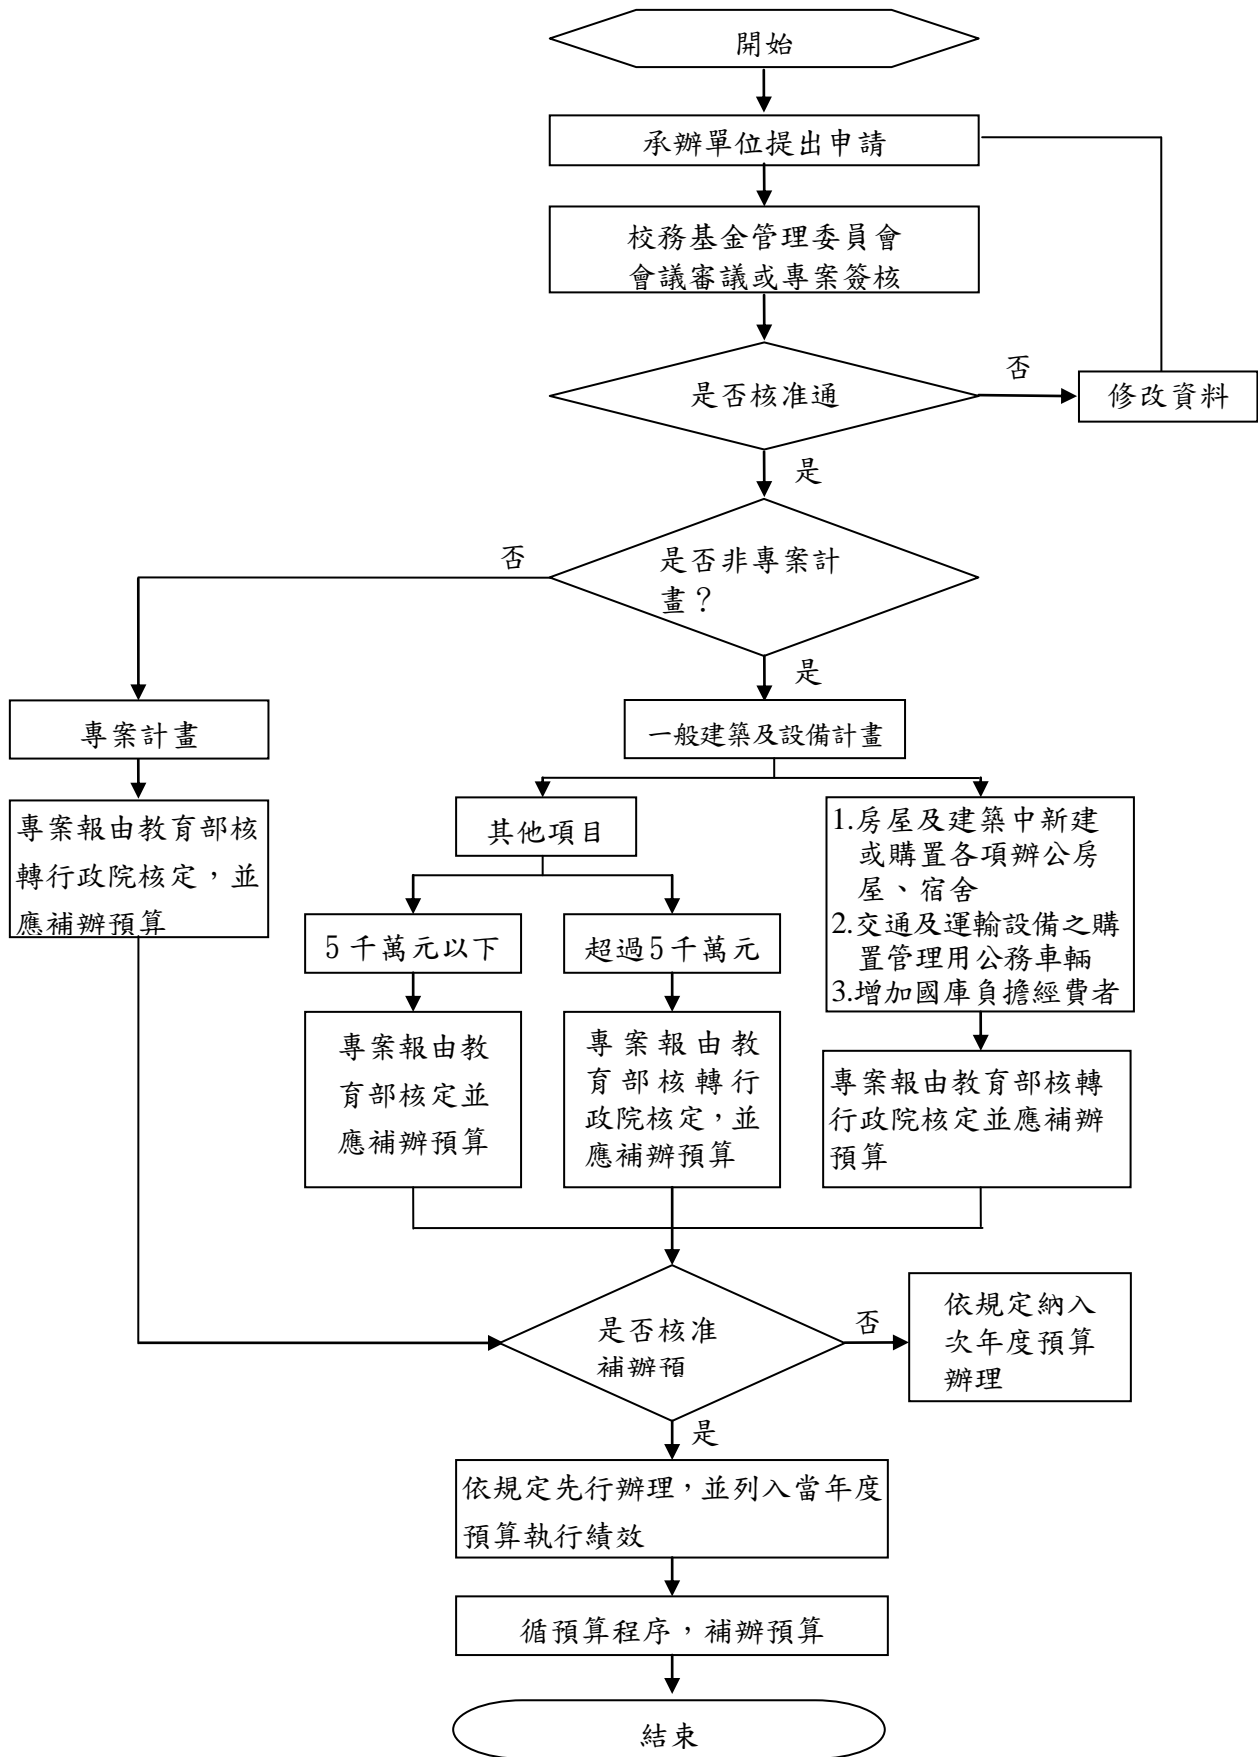 開始
承辦單位提出申請
校務基金管理委員會
會議審議或專案簽核
是否核准通
否
修改資料
是
是否非專案計
畫？
否
是
專案計畫
一般建築及設備計畫
專案報由教育部核
轉行政院核定，並
應補辦預算
其他項目
1.房屋及建築中新建
或購置各項辦公房
屋、宿舍
2.交通及運輸設備之購
置管理用公務車輛
3.增加國庫負擔經費者
5千萬元以下
超過5千萬元
專案報由教
育部核定並
應補辦預算
專案報由教
育部核轉行
政院核定，並
應補辦預算
專案報由教育部核轉
行政院核定並應補辦
預算
是否核准
補辦預
否
依規定納入
次年度預算
辦理
是
依規定先行辦理，並列入當年度
預算執行績效
循預算程序，補辦預算
結束